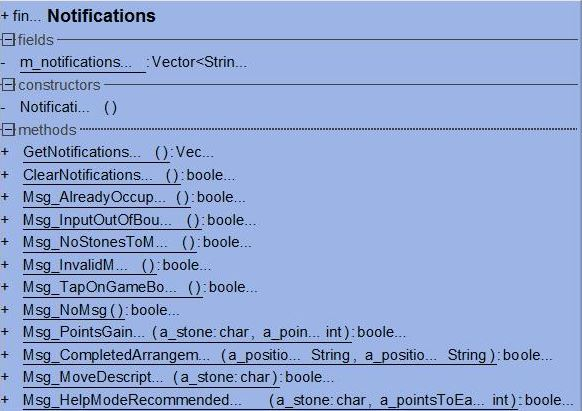 + fin... Notifications
fields
- m_notifications... :Vector<Strin...
constructors
- Notificati... ()
methods
+ GetNotifications... ():Vec...
+ ClearNotifications... ():boole...
+ Msg_AlreadyOccup... ():boole...
+ Msg_InputOutOfBou... ():boole...
+ Msg_NoStonesToM... ():boole...
+ Msg_InvalidM... ():boole...
+ Msg_TapOnGameBo... ():boole...
+ Msg_NoMsg():boole...
+ Msg_PointsGain... (a_stone:char, a_poin... int):boole...
+ Msg_CompletedArrangem... (a_positio... String, a_positio... String):boole...
+ Msg_MoveDescript... (a_stone:char):boole...
+ Msg_HelpModeRecommended... (a_stone:char, a_pointsToEa... int):boole...